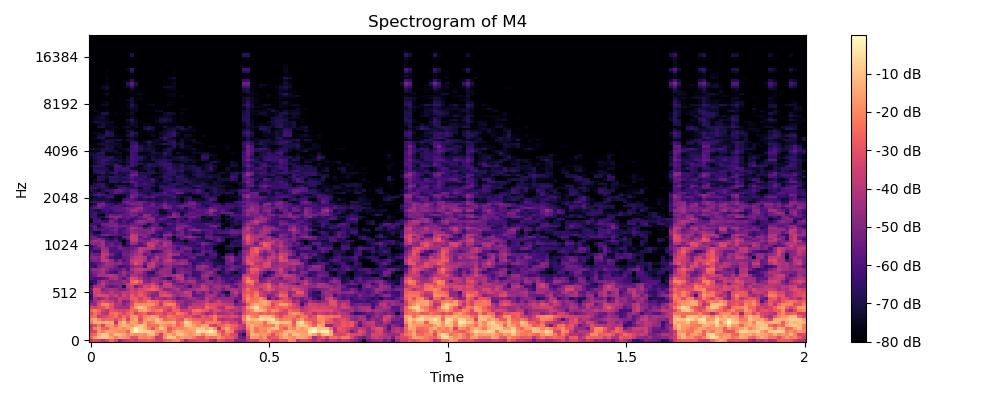 Spectrogram of M4
16384
8192
4096
2048
1024
512
0
Hz
0
0.5
1
1.5
2
Time
-10 dB
-20 dB
-30 dB
-40 dB
-50 dB
-60 dB
-70 dB
-80 dB